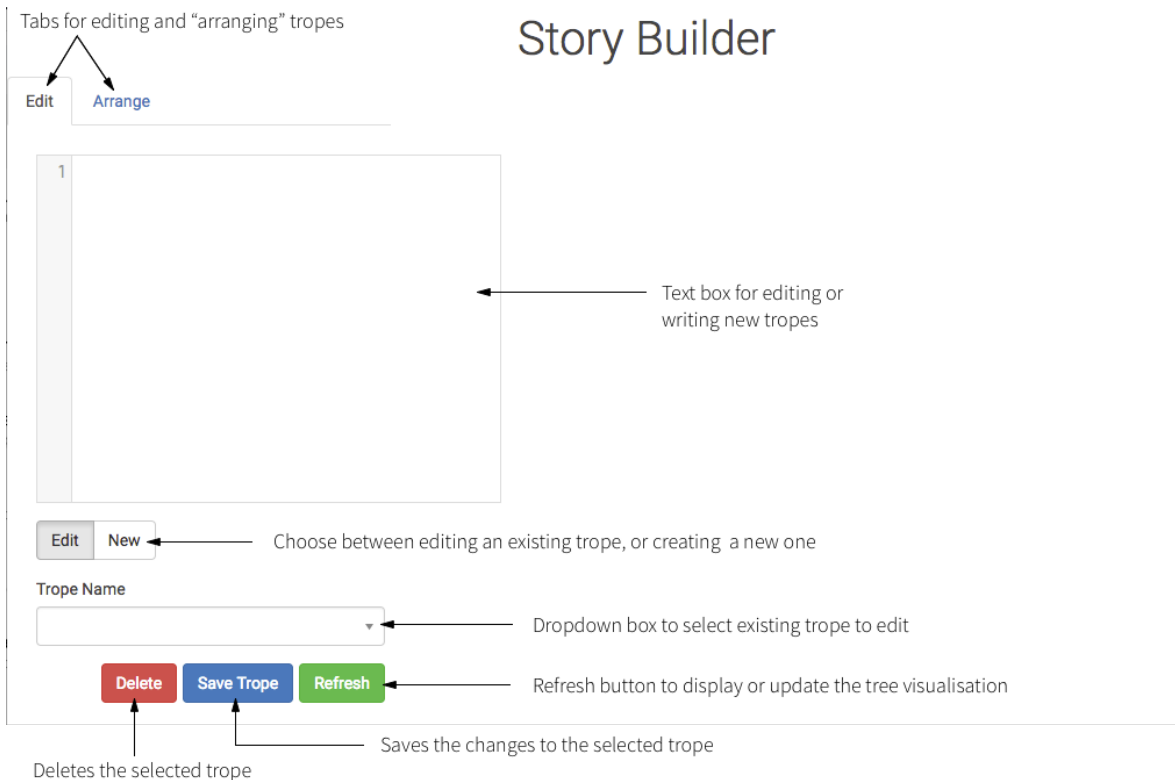 Tabs for editing and “arranging” tropes
Story Builder
Edit
Arrange
1
Text box for editing or
writing new tropes
Edit
New
Choose between editing an existing trope, or creating a new one
Trope Name
Dropdown box to select existing trope to edit
Delete
Save Trope
Refresh
Refresh button to display or update the tree visualisation
Saves the changes to the selected trope
Deletes the selected trope